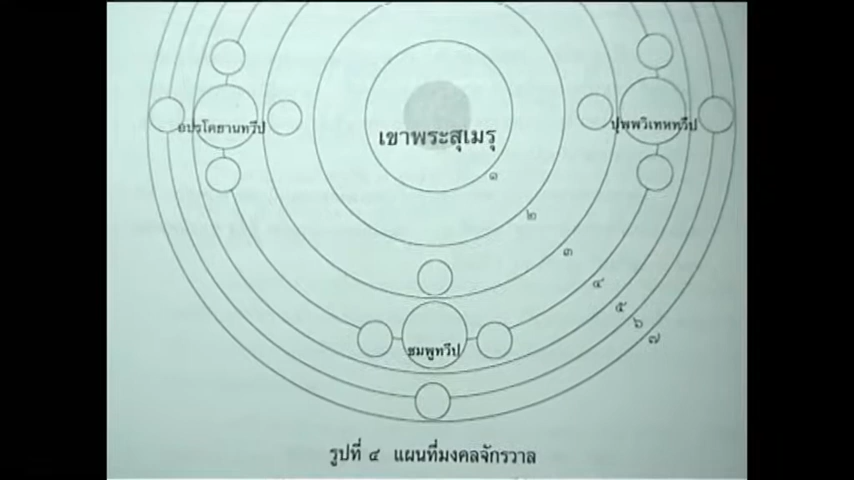 อปรโคยานทวีป
ปุพพวิเทหทวีป
เขาพระสุเมรุ
๑
๒
๓
๔
๕
๖
๗
ชมพูทวีป
รูปที่ ๔ แผนที่มงคลจักรวาล